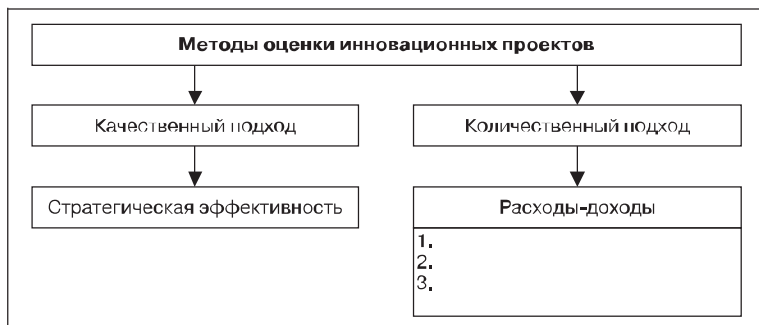 Методы оценки инновационных проектов
Качественный подход
Количественный подход
Стратегическая эффективность
Расходы-доходы
1.
2.
3.